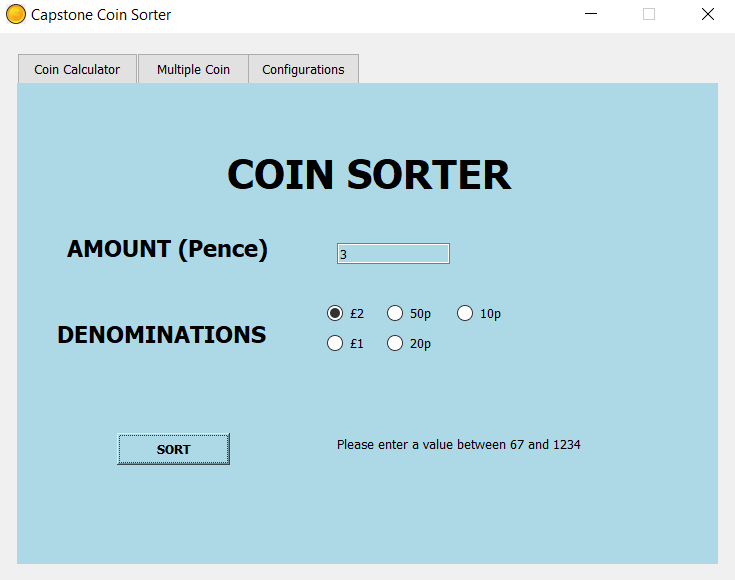 Capstone Coin Sorter
Coin Calculator Multiple Coin Configurations
COIN SORTER
AMOUNT (Pence) 3
£2 50p 10p
DENOMINATIONS
£1 20p
SORT Please enter a value between 67 and 1234